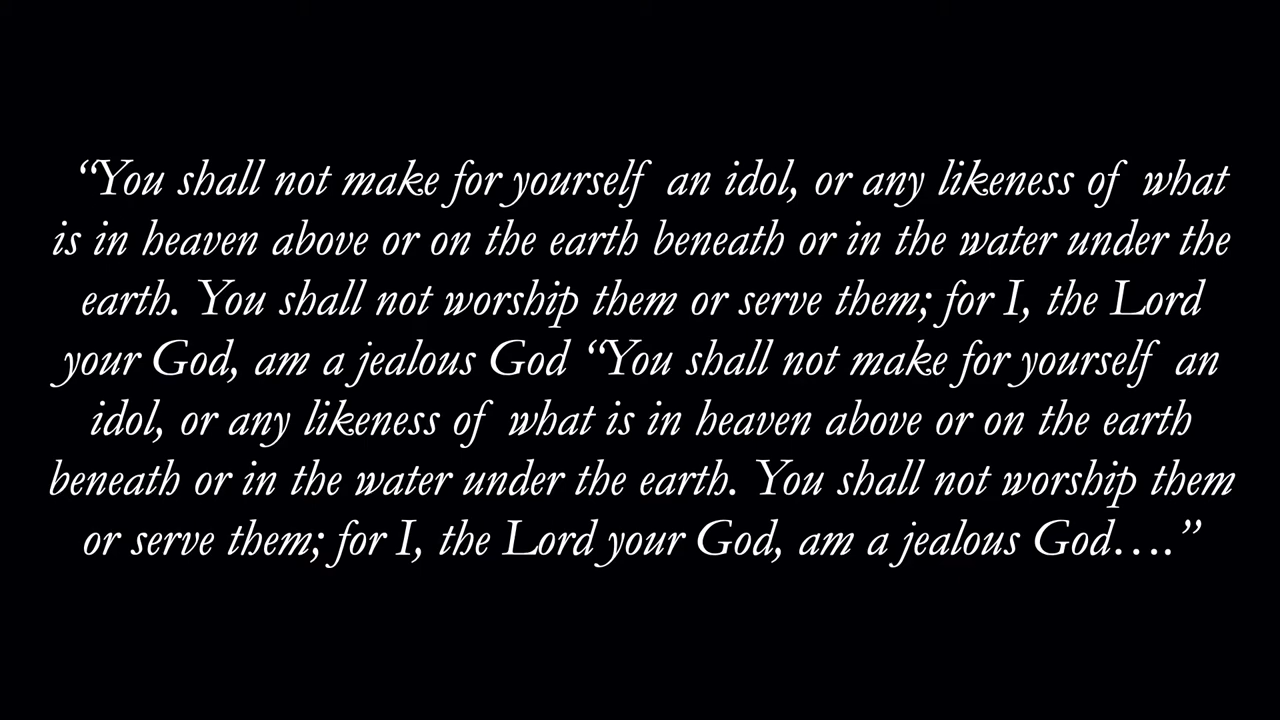 “You shall not make for yourself an idol, or any likeness of what
is in heaven above or on the earth beneath or in the water under the
earth. You shall not worship them or serve them; for I, the Lord
your God, am a jealous God “You shall not make for yourself an
idol, or any likeness of what is in heaven above or on the earth
beneath or in the water under the earth. You shall not worship them
or serve them; for I, the Lord your God, am a jealous God….”